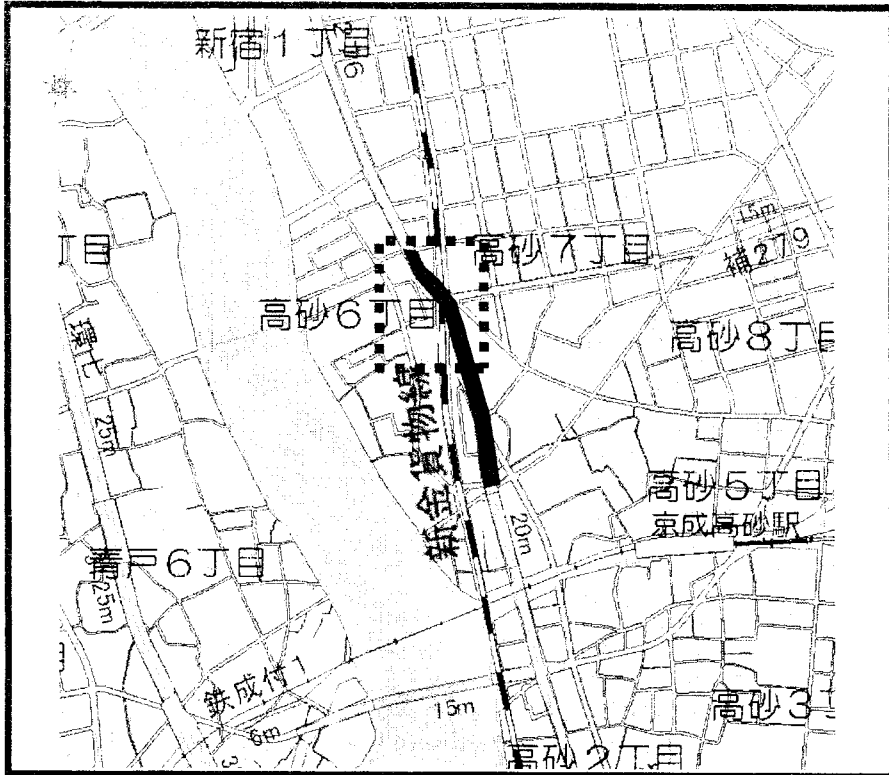 新宿１丁目
高砂７丁目
15m
補279
丁目
高砂６丁目
高砂８丁目
環七
新金貨物線
25m
高砂５丁目
20m
京成高砂駅
青戸６丁目
25m
鉄成付１
15m
高砂３丁
6m
高砂２丁目